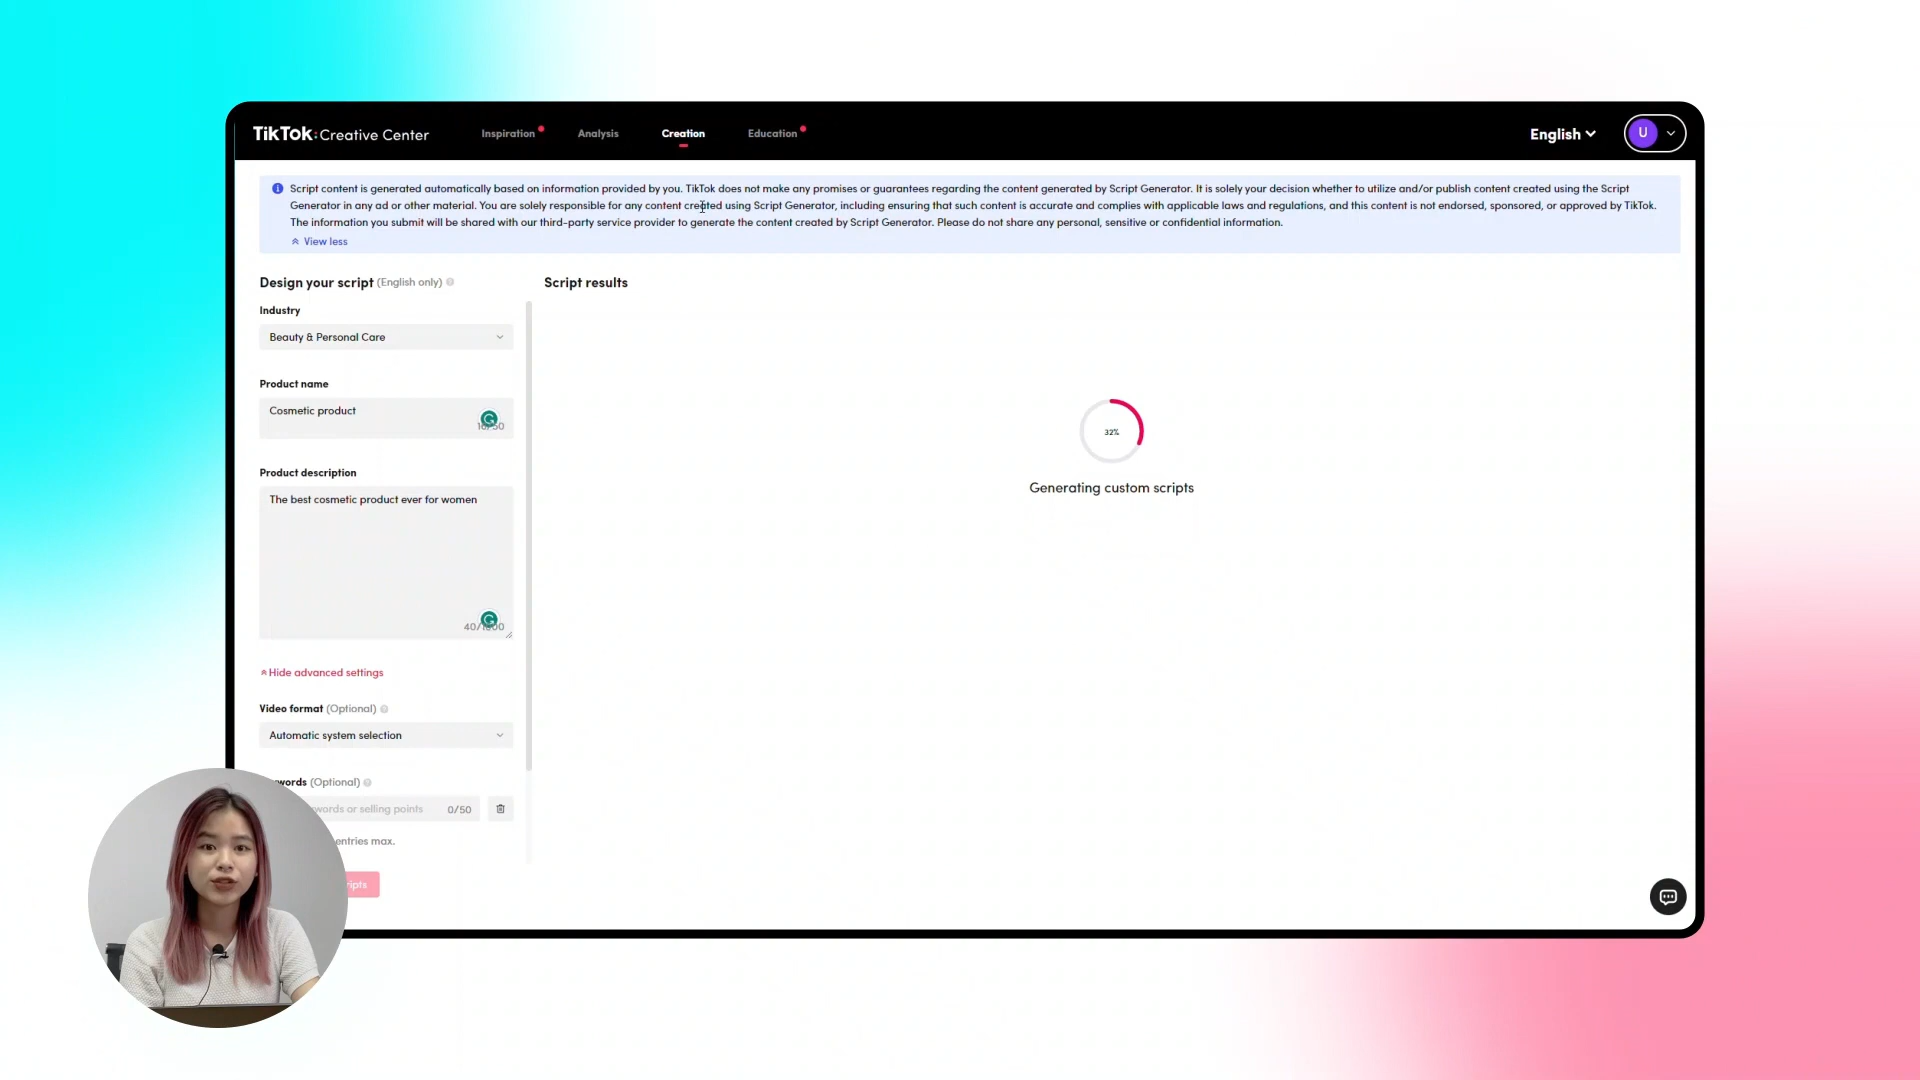 TikTok: Creative Center
Inspiration
Analysis
Creation
Education
English
U
Script content is generated automatically based on information provided by you. TikTok does not make any promises or guarantees regarding the content generated by Script Generator. It is solely your decision whether to utilize and/or publish content created using the Script
Generator in any ad or other material. You are solely responsible for any content created using Script Generator, including ensuring that such content is accurate and complies with applicable laws and regulations, and this content is not endorsed, sponsored, or approved by TikTok.
The information you submit will be shared with our third-party service provider to generate the content created by Script Generator. Please do not share any personal, sensitive or confidential information.
View less
Design your script (English only)
Script results
Industry
Beauty & Personal Care
Product name
Cosmetic product
Product description
The best cosmetic product ever for women
Hide advanced settings
Video format (Optional)
Automatic system selection
words (Optional)
words or selling points 0/50
entries max.
ripts
32%
Generating custom scripts